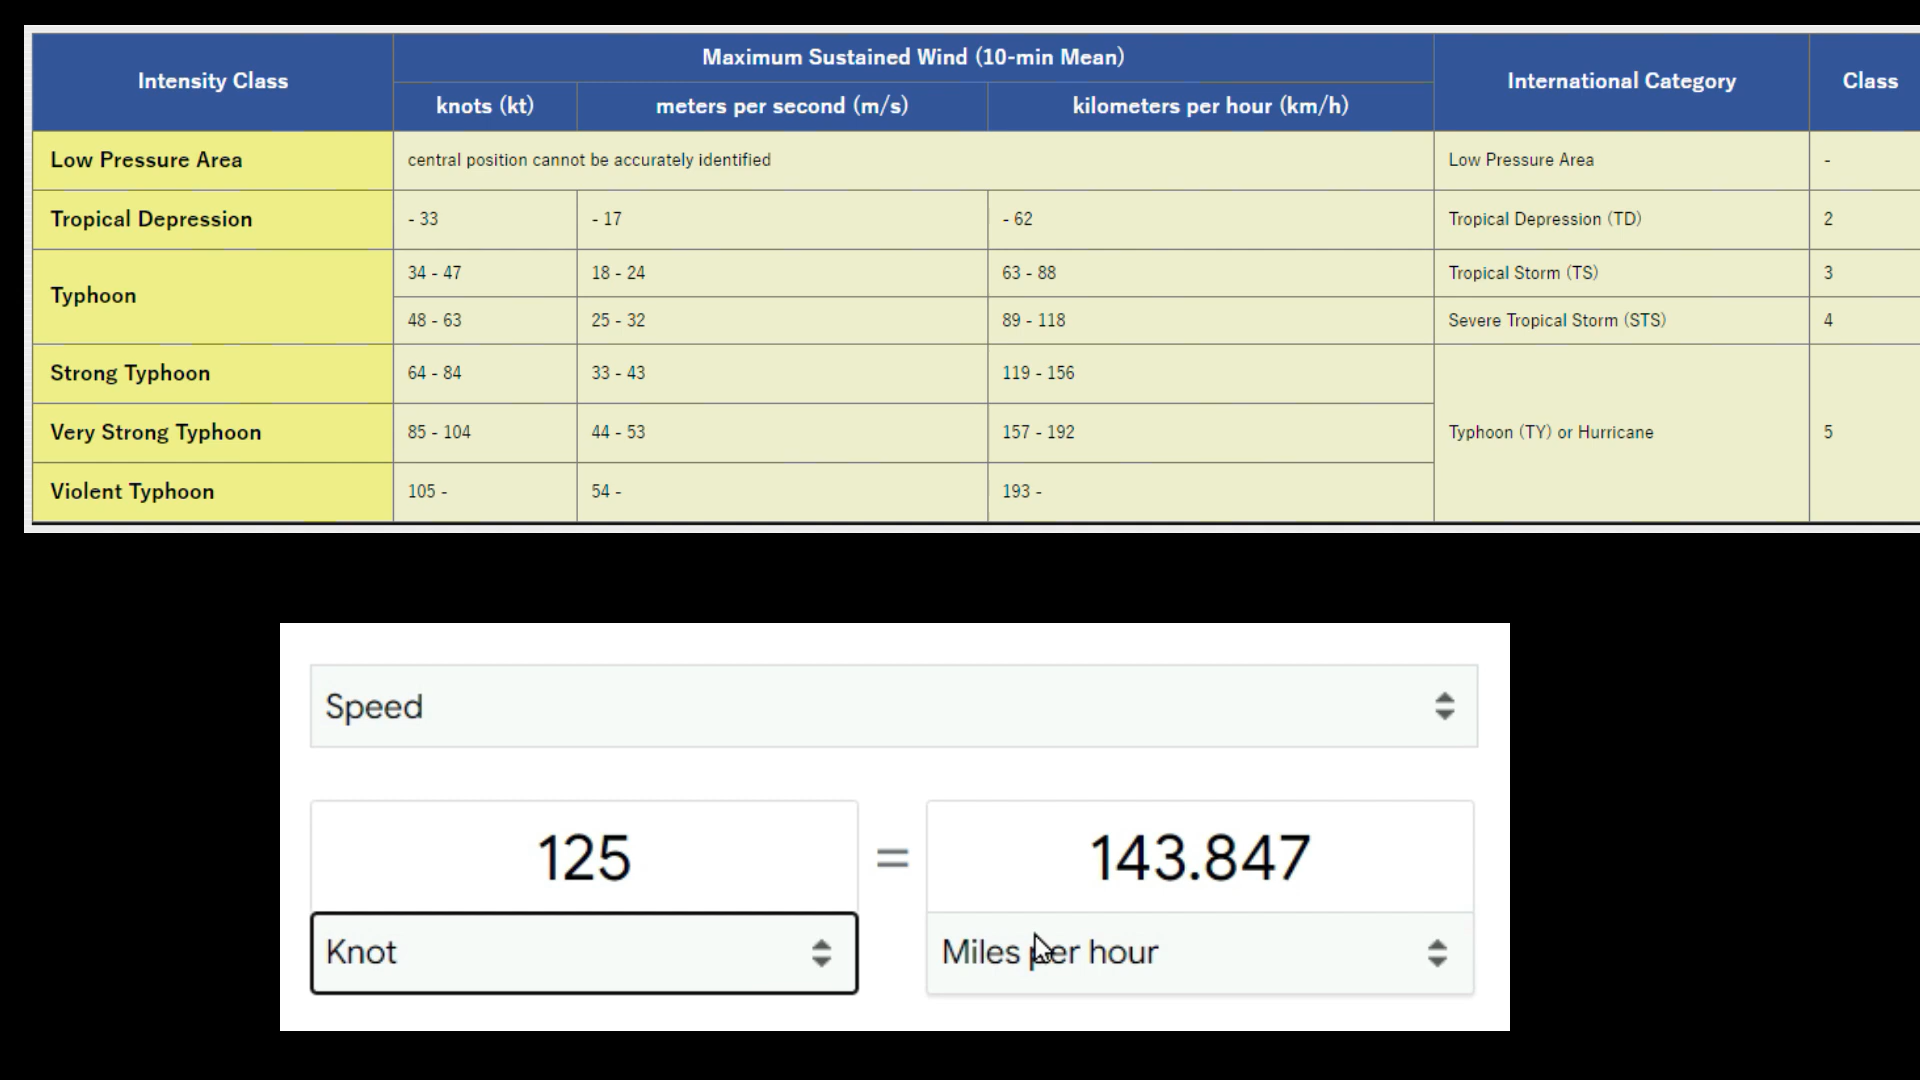 Intensity Class
Maximum Sustained Wind (10-min Mean)
International Category
Class
knots (kt)
meters per second (m/s)
kilometers per hour (km/h)
Low Pressure Area
central position cannot be accurately identified
Low Pressure Area
-
Tropical Depression
- 33
- 17
- 62
Tropical Depression (TD)
2
Typhoon
34 - 47
18 - 24
63 - 88
Tropical Storm (TS)
3
48 - 63
25 - 32
89 - 118
Severe Tropical Storm (STS)
4
Strong Typhoon
64 - 84
33 - 43
119 - 156
Very Strong Typhoon
85 - 104
44 - 53
157 - 192
Typhoon (TY) or Hurricane
5
Violent Typhoon
105 -
54 -
193 -
Speed
125
=
143.847
Knot
Miles per hour